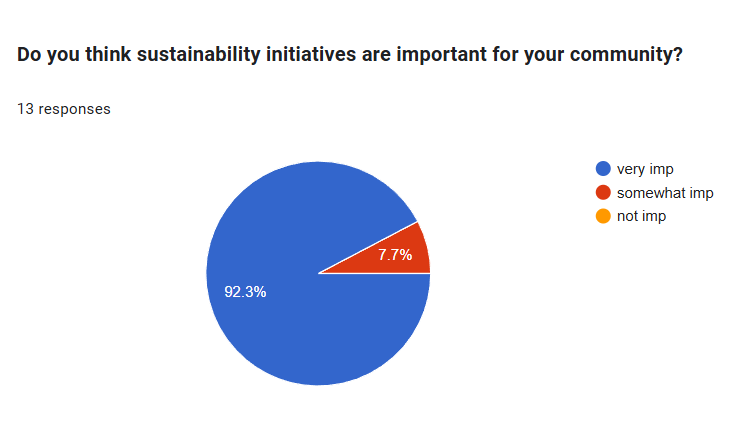 Do you think sustainability initiatives are important for your community?
13 responses
very imp
somewhat imp
not imp
7.7%
92.3%